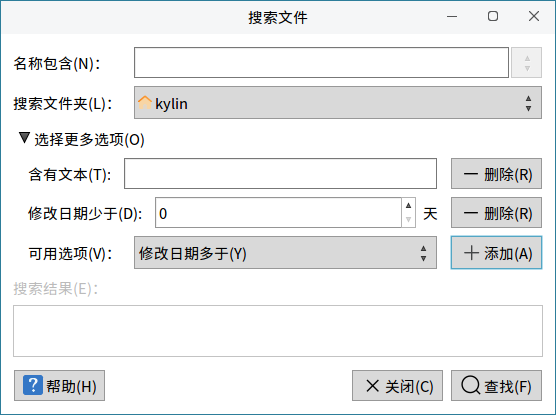 搜索文件
名称包含(N)：
搜索文件夹(L)： kylin
选择更多选项(O)
含有文本(T)： 删除(R)
修改日期少于(D)： 0 天 删除(R)
可用选项(V)： 修改日期多于(Y) 添加(A)
搜索结果(E)：
帮助(H) 关闭(C) 查找(F)